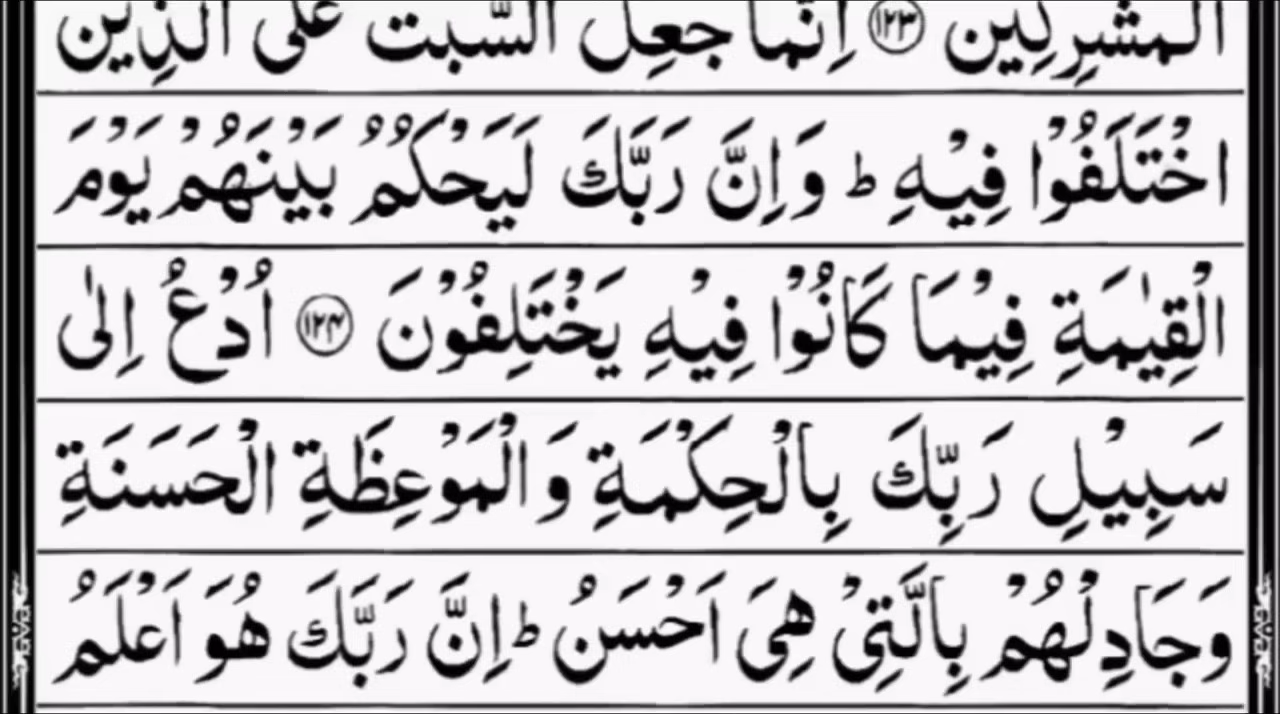 الْمُشْرِكِيْنَ ﴿۱۲۳﴾ اِنَّمَا جُعِلَ السَّبْتُ عَلَى الَّذِيْنَ
اخْتَلَفُوْا فِيْهِ ؕ وَاِنَّ رَبَّكَ لَيَحْكُمُ بَيْنَهُمْ يَوْمَ
الْقِيٰمَةِ فِيْمَا كَانُوْا فِيْهِ يَخْتَلِفُوْنَ ﴿۱۲۴﴾ اُدْعُ اِلٰى
سَبِيْلِ رَبِّكَ بِالْحِكْمَةِ وَالْمَوْعِظَةِ الْحَسَنَةِ
وَجَادِلْهُمْ بِالَّتِيْ هِيَ اَحْسَنُ ؕ اِنَّ رَبَّكَ هُوَ اَعْلَمُ